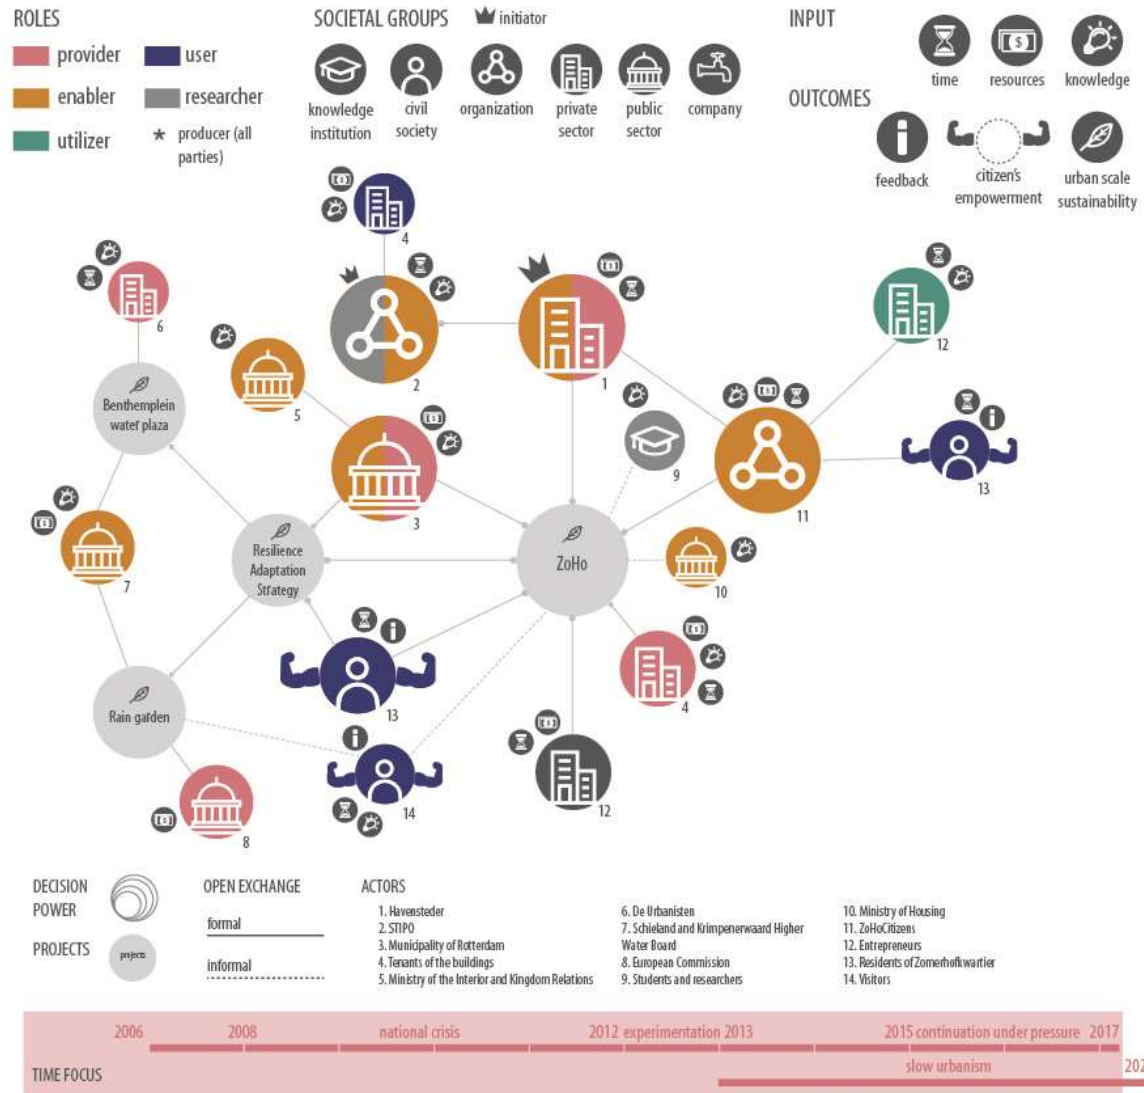 ROLES
provider
user
enabler
researcher
utilizer
* producer (all
parties)
SOCIETAL GROUPS
initiator
knowledge
institution
civil
society
organization
private
sector
public
sector
company
INPUT
time
resources
knowledge
OUTCOMES
feedback
citizen's
empowerment
urban scale
sustainability
4
6
2
1
12
5
Benthemplein
water plaza
3
9
11
13
7
Resilience
Adaptation
Strategy
ZoHo
10
Rain garden
13
4
14
12
8
DECISION
POWER
PROJECTS
projects
OPEN EXCHANGE
formal
informal
ACTORS
1. Havensteder
2. STIPO
3. Municipality of Rotterdam
4. Tenants of the buildings
5. Ministry of the Interior and Kingdom Relations
6. De Urbanisten
7. Schieland and Krimpenerwaard Higher
Water Board
8. European Commission
9. Students and researchers
10. Ministry of Housing
11. ZoHoCitizens
12. Entrepreneurs
13. Residents of Zomerhofkwartier
14. Visitors
2006
2008
national crisis
2012 experimentation 2013
2015 continuation under pressure 2017
TIME FOCUS
slow urbanism